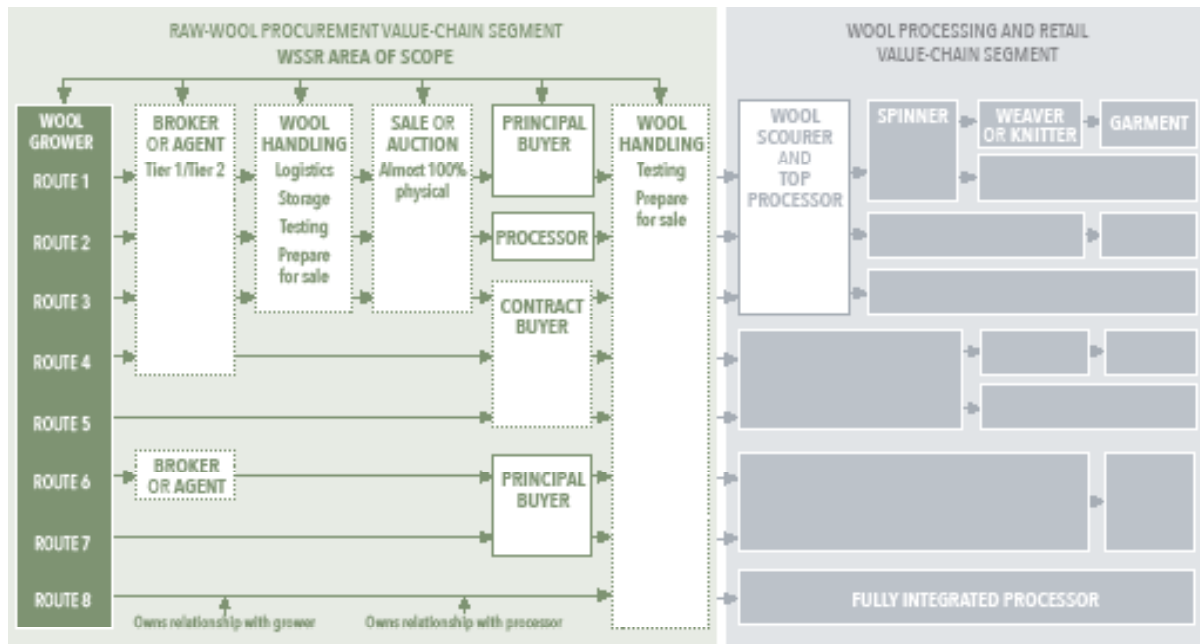 RAW-WOOL PROCUREMENT VALUE-CHAIN SEGMENT
WSSR AREA OF SCOPE
WOOL PROCESSING AND RETAIL
VALUE-CHAIN SEGMENT
WOOL
GROWER
ROUTE 1
ROUTE 2
ROUTE 3
ROUTE 4
ROUTE 5
ROUTE 6
ROUTE 7
ROUTE 8
BROKER
OR AGENT
Tier 1/Tier 2
WOOL
HANDLING
Logistics
Storage
Testing
Prepare
for sale
SALE OR
AUCTION
Almost 100%
physical
PRINCIPAL
BUYER
PROCESSOR
CONTRACT
BUYER
BROKER
OR AGENT
PRINCIPAL
BUYER
WOOL
HANDLING
Testing
Prepare
for sale
WOOL
SCOURER
AND
TOP
PROCESSOR
SPINNER
WEAVER
OR KNITTER
GARMENT
FULLY INTEGRATED PROCESSOR
Owns relationship with grower
Owns relationship with processor